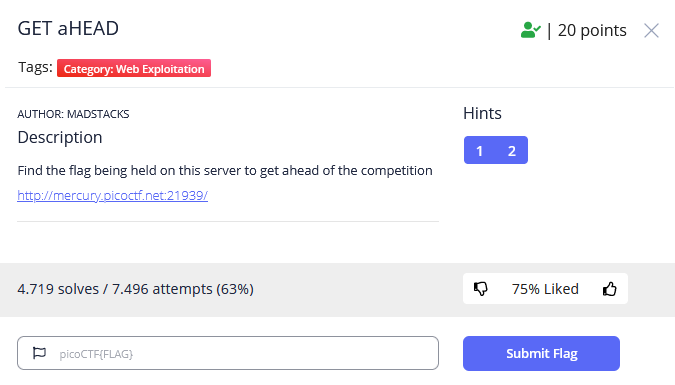 GET aHEAD
| 20 points
Tags: Category: Web Exploitation
AUTHOR: MADSTACKS
Description
Find the flag being held on this server to get ahead of the competition
http://mercury.picoctf.net:21939/
Hints
1 2
4.719 solves / 7.496 attempts (63%)
75% Liked
picoCTF{FLAG}
Submit Flag